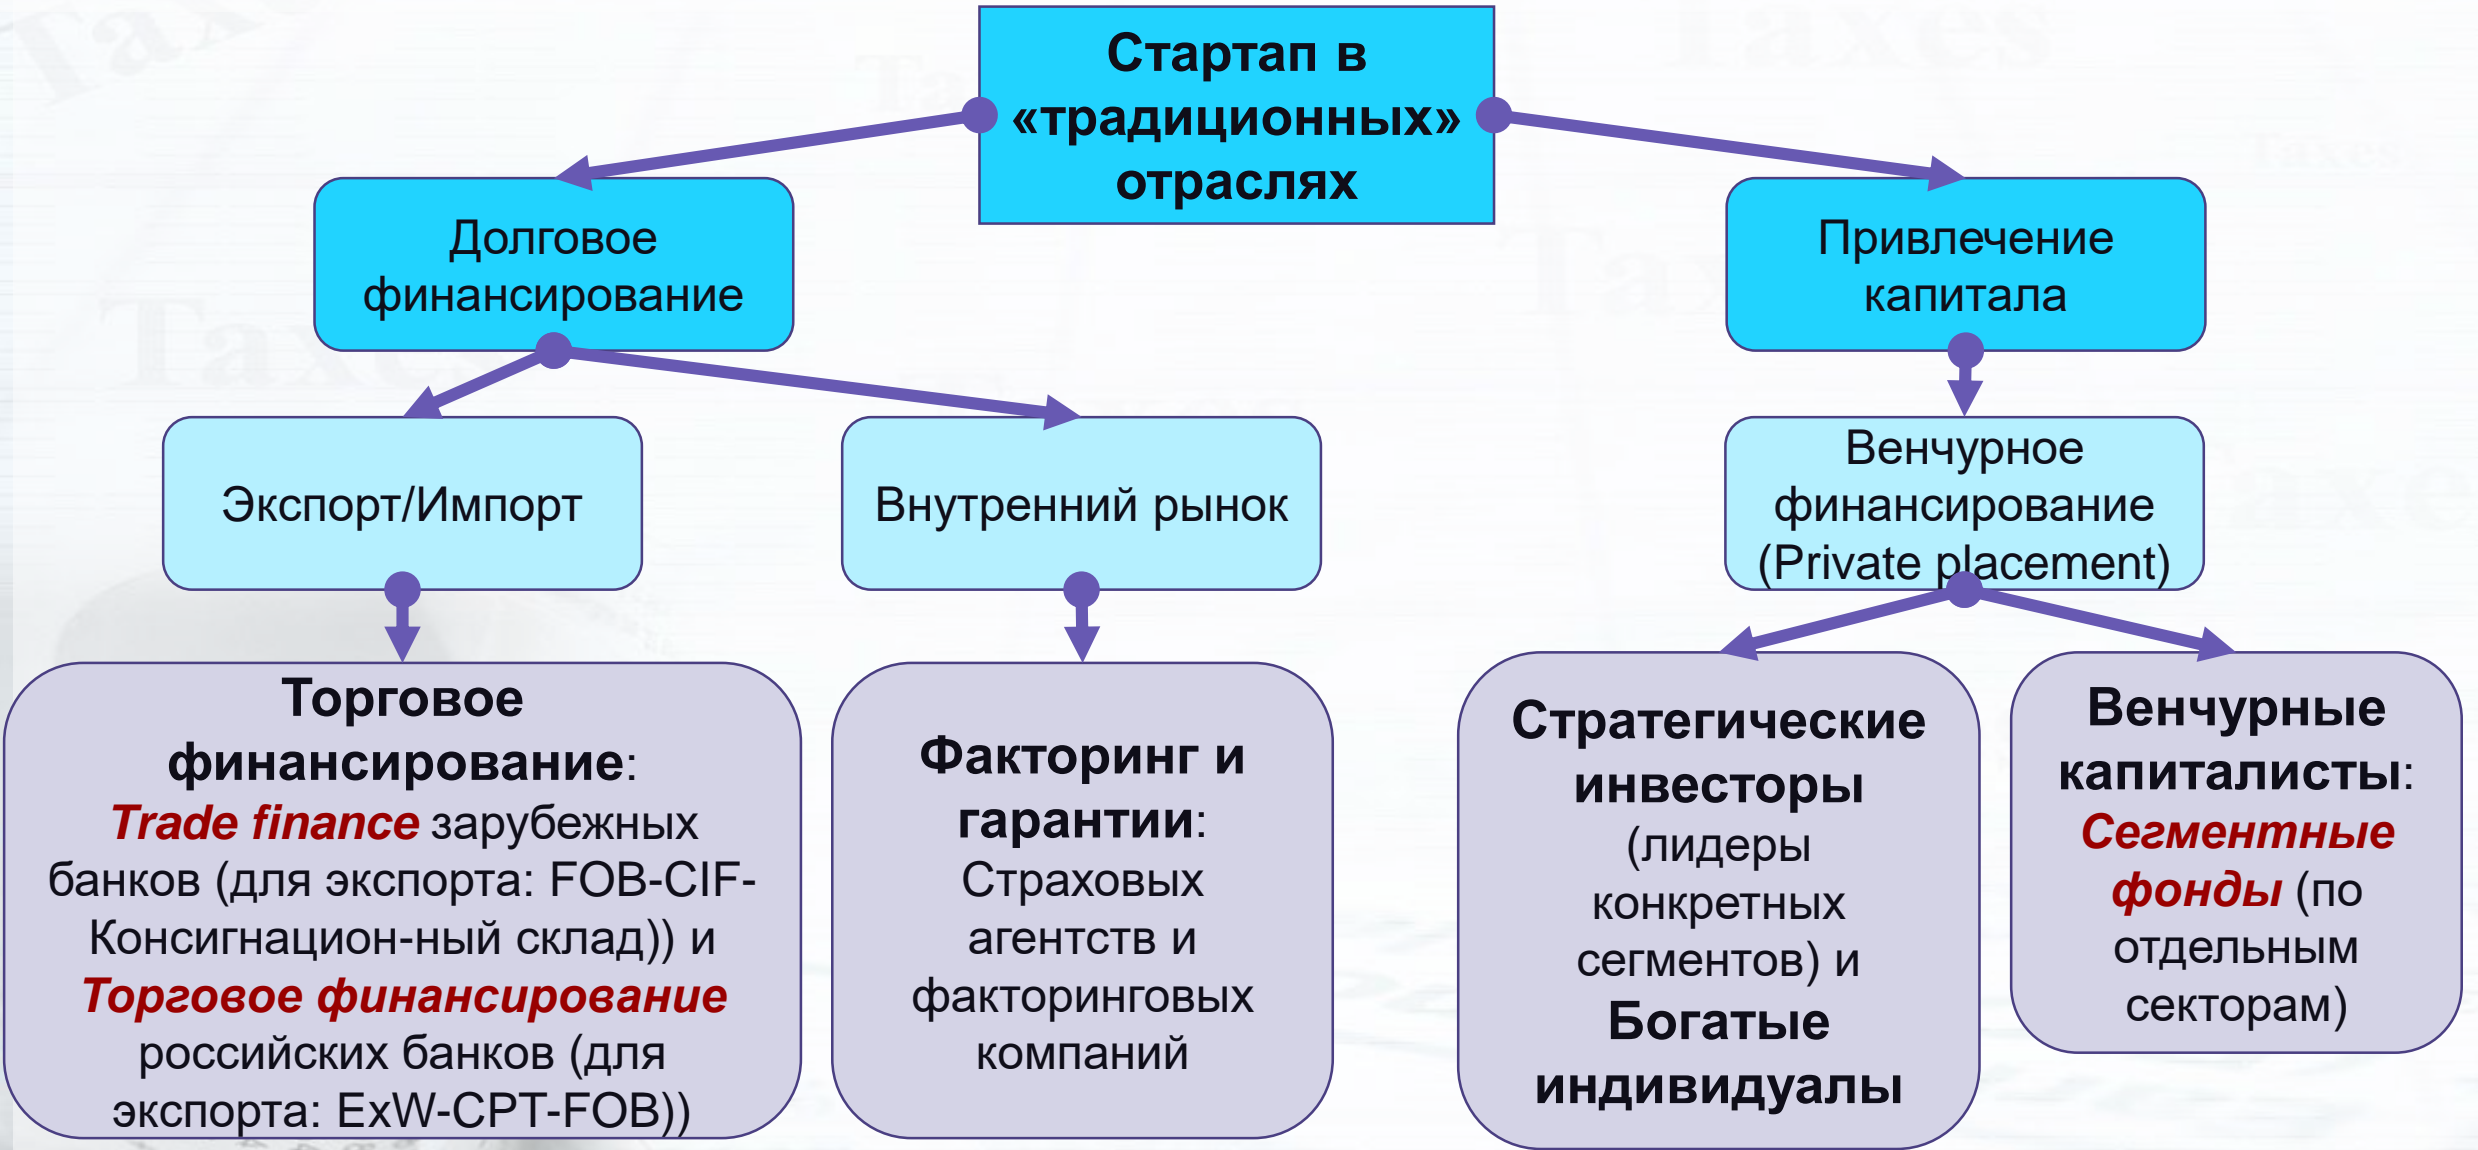 Стартап в
«традиционных»
отраслях
Долговое
финансирование
Привлечение
капитала
Экспорт/Импорт
Внутренний рынок
Венчурное
финансирование
(Private placement)
Торговое
финансирование:
Trade finance зарубежных
банков (для экспорта: FOB-CIF-
Консигнацион-ный склад)) и
Торговое финансирование
российских банков (для
экспорта: ExW-CPT-FOB))
Факторинг и
гарантии:
Страховых
агентств и
факторинговых
компаний
Стратегические
инвесторы
(лидеры
конкретных
сегментов) и
Богатые
индивидуалы
Венчурные
капиталисты:
Сегментные
фонды (по
отдельным
секторам)
Taxes
Taxes
Taxes